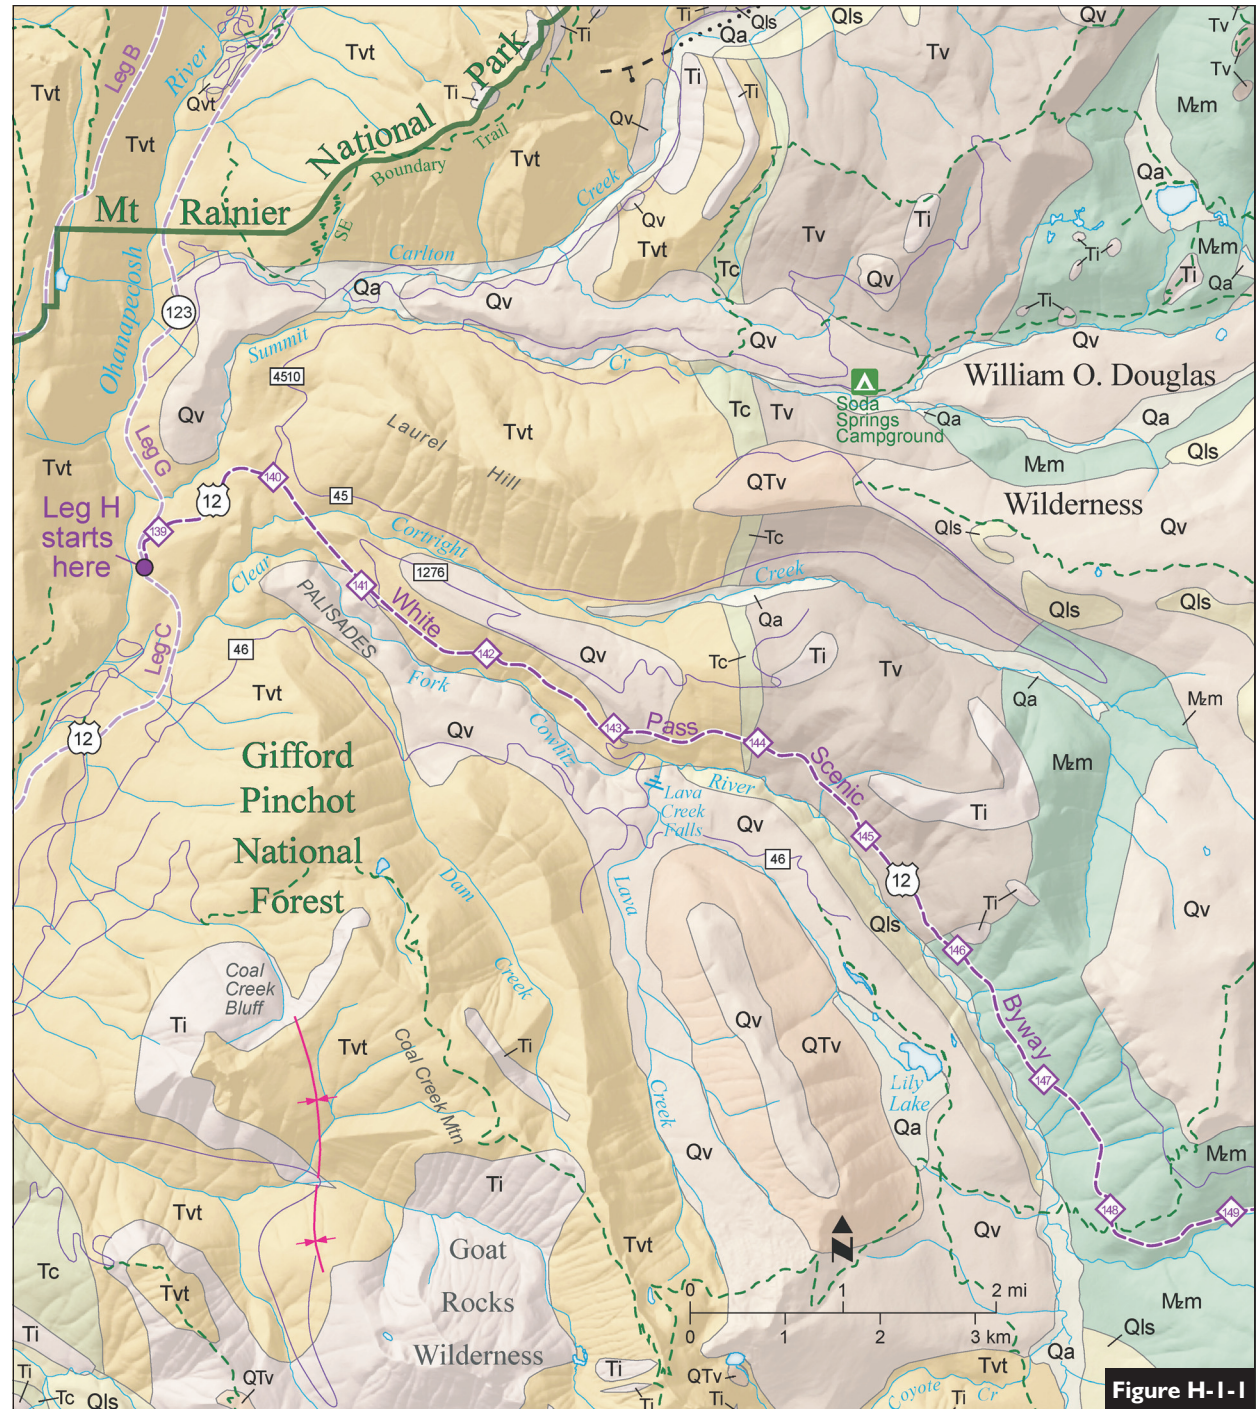 Ti
Qls
Qls
Qa
Qv
Tv
Tv
Leg B
River
Tvt
Ti
Park
Tvt
Qvt
Ti
Ti
Ti
Tv
Mzm
National
Qv
Tvt
Boundary
Trail
Tvt
Creek
Qa
Mt
Rainier
SE
Qv
Tvt
Ti
Tv
Mzm
Ti
Ohanapecosh
Carlton
Tc
Qv
Ti
Qa
Qa
Qv
Ti
123
Summit
Cr
Qv
Qv
4510
William O. Douglas
Soda
Springs
Campground
Qv
Laurel
Hill
Tvt
Tc
Tv
Qa
Qa
Leg G
Tvt
Mzm
Qls
140
QTv
Wilderness
12
45
Leg H
starts
here
139
Cortright
Tc
Qls
Qv
Clear
1276
Creek
PALISADES
141
White
Qa
Qls
Qls
46
Leg C
142
Qv
Tc
Ti
Tv
Tvt
Fork
Qa
Mzm
12
Qv
Cowlitz
143
Pass
144
Scenic
Mzm
Gifford
Pinchot
National
Forest
Lava
Creek
Falls
River
Qv
Ti
145
46
12
Dam
Lava
Qls
Ti
Qv
Coal
Creek
Bluff
Creek
146
Ti
Qv
Byway
Tvt
Ti
QTv
Coal Creek Mtn
Creek
Lily
Lake
147
Qa
Qv
Mzm
Ti
148
149
Tvt
Goat
Rocks
Wilderness
Tvt
N
Qv
Tc
Tvt
0
1
2 mi
Mzm
0
1
2
3 km
Ti
Qls
Qa
Ti
Tc
Qls
QTv
Ti
Ti
QTv
Ti
Tvt
Coyote
Cr
Ti
Figure H-1-1